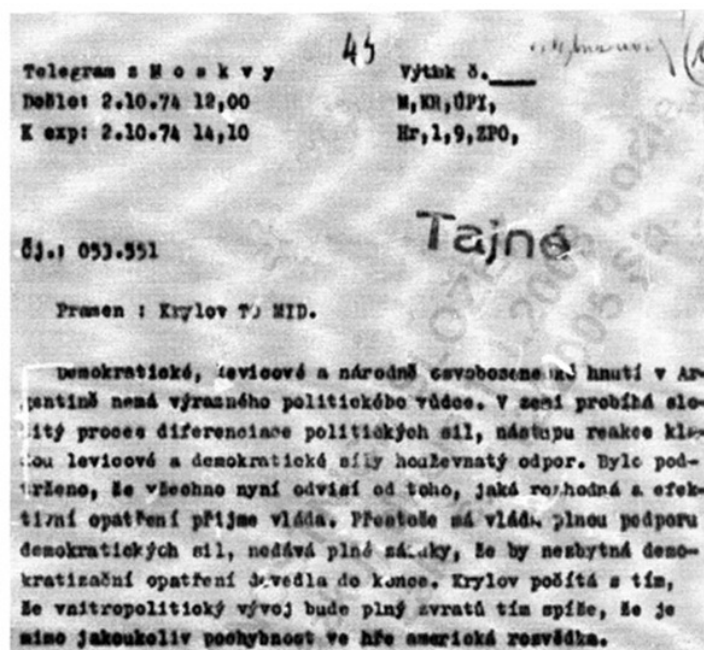 45
Telegram z M o s k v y Výtisk č.
Došlo: 2.10.74 12,00 M,KM,ÚPI,
K exp: 2.10.74 14,10 Hr,1,9,ZPO,
Tajné
Čj.: 053.551
Pramen : Krylov TO MID.
Demokratické, levicové a národně osvobozenecké hnutí v Ar-
gentině nemá výrazného politického vůdce. V zemi probíhá slo-
žitý proces diferenciace politických sil, nástupu reakce kla-
dou levicové a demokratické síly houževnatý odpor. Bylo pod-
trženo, že všechno nyní odvisí od toho, jaká rozhodná a efek-
tivní opatření přijme vláda. Přestože má vláda plnou podporu
demokratických sil, nedává plné záruky, že by nezbytná demo-
kratizační opatření dovedla do konce. Krylov počítá s tím,
že vnitropolitický vývoj bude plný zvratů tím spíše, že je
mimo jakoukoliv pochybnost ve hře americká rozvědka.